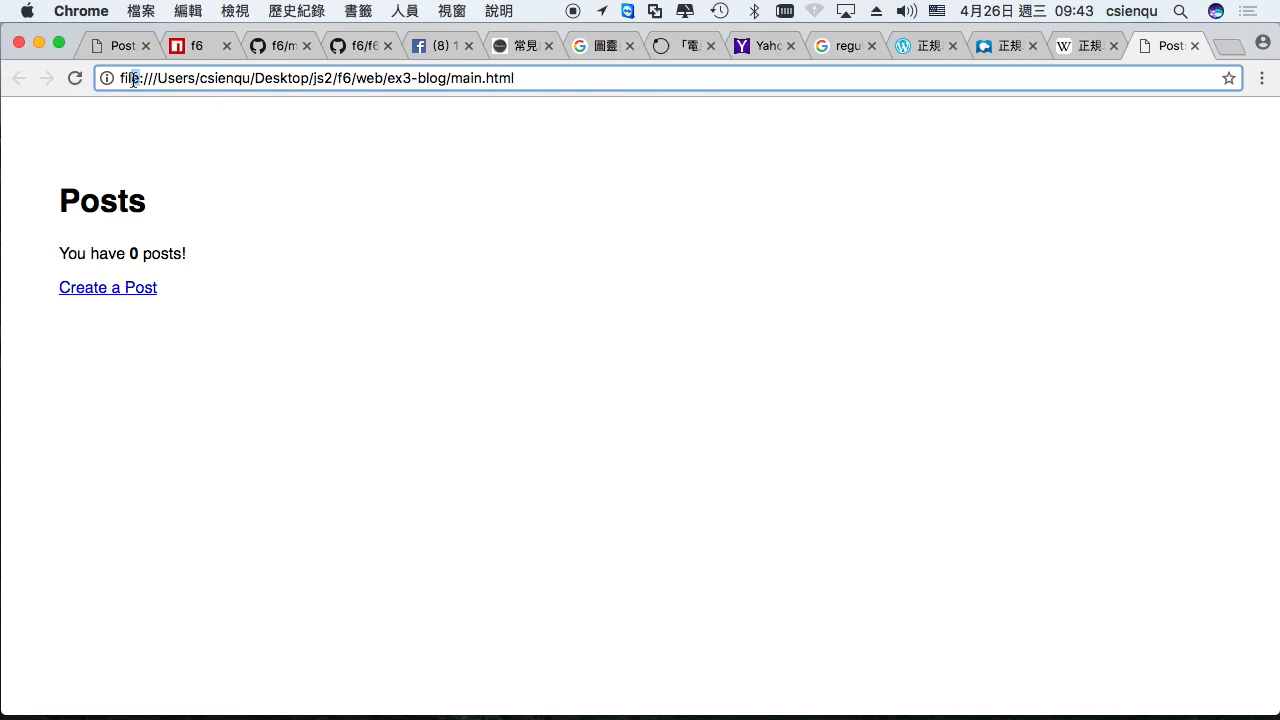 Chrome 檔案 編輯 檢視 歷史紀錄 書籤 人員 視窗 說明 4月26日 週三 09:43 csienqu
Post f6 f6/m f6/f6 (8) 1 常見 圖靈 「電 Yaho regu 正規 正規 正規 Post
file:///Users/csienqu/Desktop/js2/f6/web/ex3-blog/main.html
Posts
You have 0 posts!
Create a Post